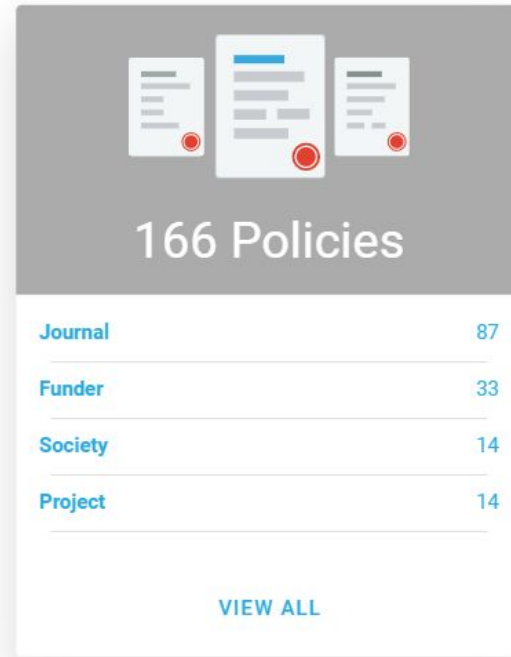 166 Policies
Journal 87
Funder 33
Society 14
Project 14
VIEW ALL